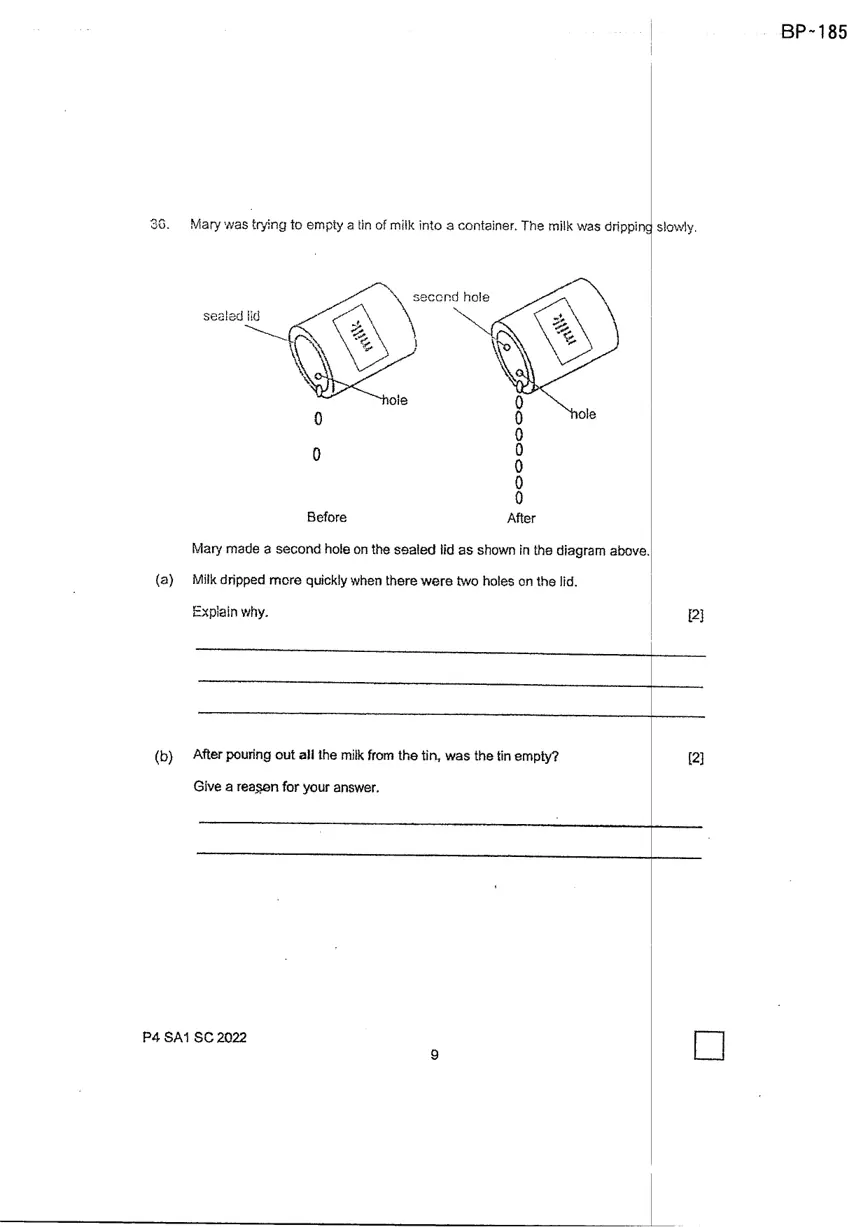 BP~185
36. Mary was trying to empty a tin of milk into a container. The milk was dripping slowly.
second hole
sealed lid
milk
milk
hole
hole
Before
After
Mary made a second hole on the sealed lid as shown in the diagram above.
(a) Milk dripped more quickly when there were two holes on the lid.
Explain why. [2]
(b) After pouring out all the milk from the tin, was the tin empty? [2]
Give a reason for your answer.
P4 SA1 SC 2022
9